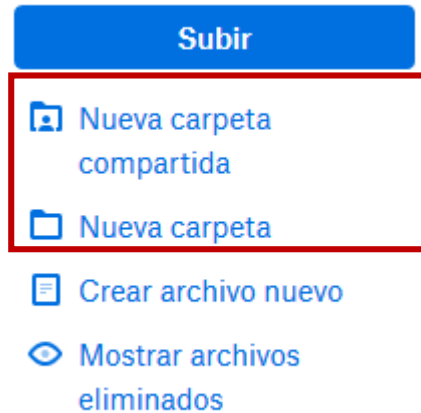 Subir
Nueva carpeta
compartida
Nueva carpeta
Crear archivo nuevo
Mostrar archivos
eliminados